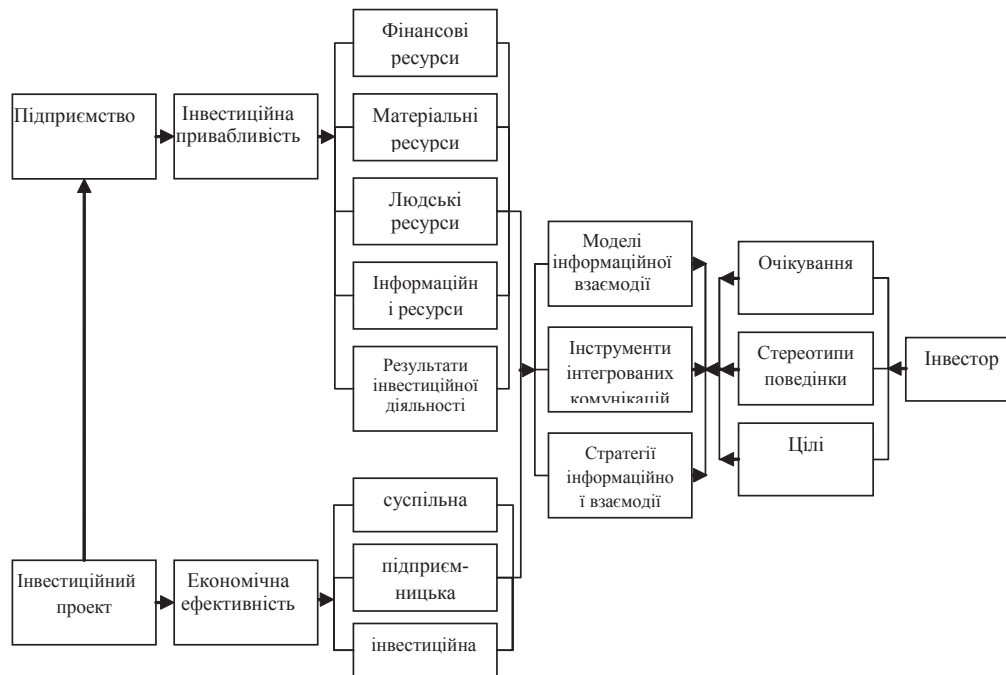 Фінансові
ресурси
Підприємство
Інвестиційна
привабливість
Матеріальні
ресурси
Людські
ресурси
Інформаційн
і ресурси
Результати
інвестиційної
діяльності
Моделі
інформаційної
взаємодії
Інструменти
інтегрованих
комунікацій
Стратегії
інформаційно
ї взаємодії
Очікування
Стереотипи
поведінки
Цілі
Інвестор
суспільна
підприєм-
ницька
інвестиційна
Інвестиційний
проект
Економічна
ефективність